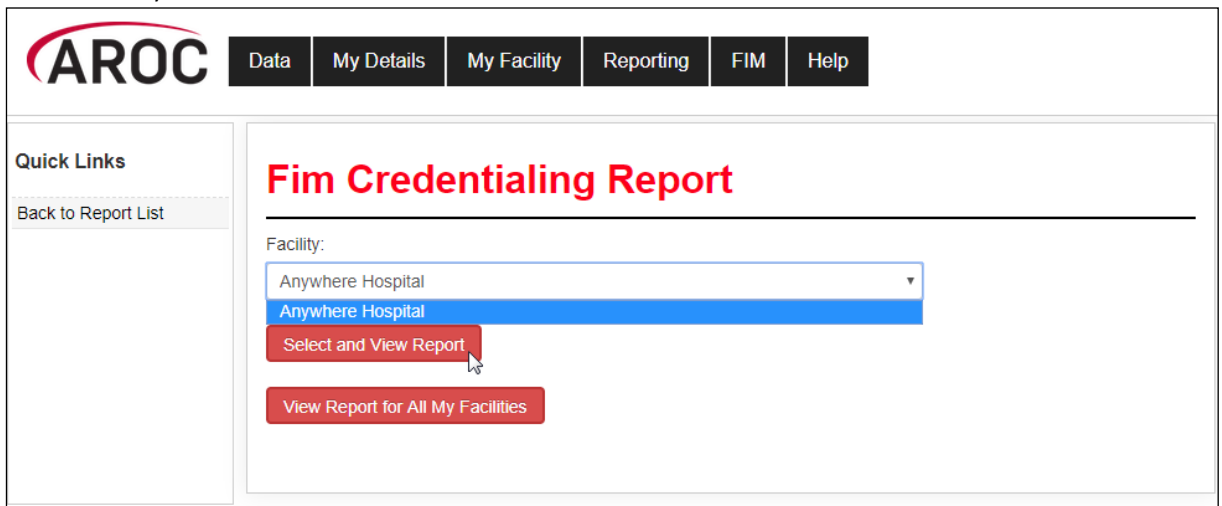 AROC
Data My Details My Facility Reporting FIM Help
Quick Links
Back to Report List
Fim Credentialing Report
Facility:
Anywhere Hospital
Anywhere Hospital
Select and View Report
View Report for All My Facilities